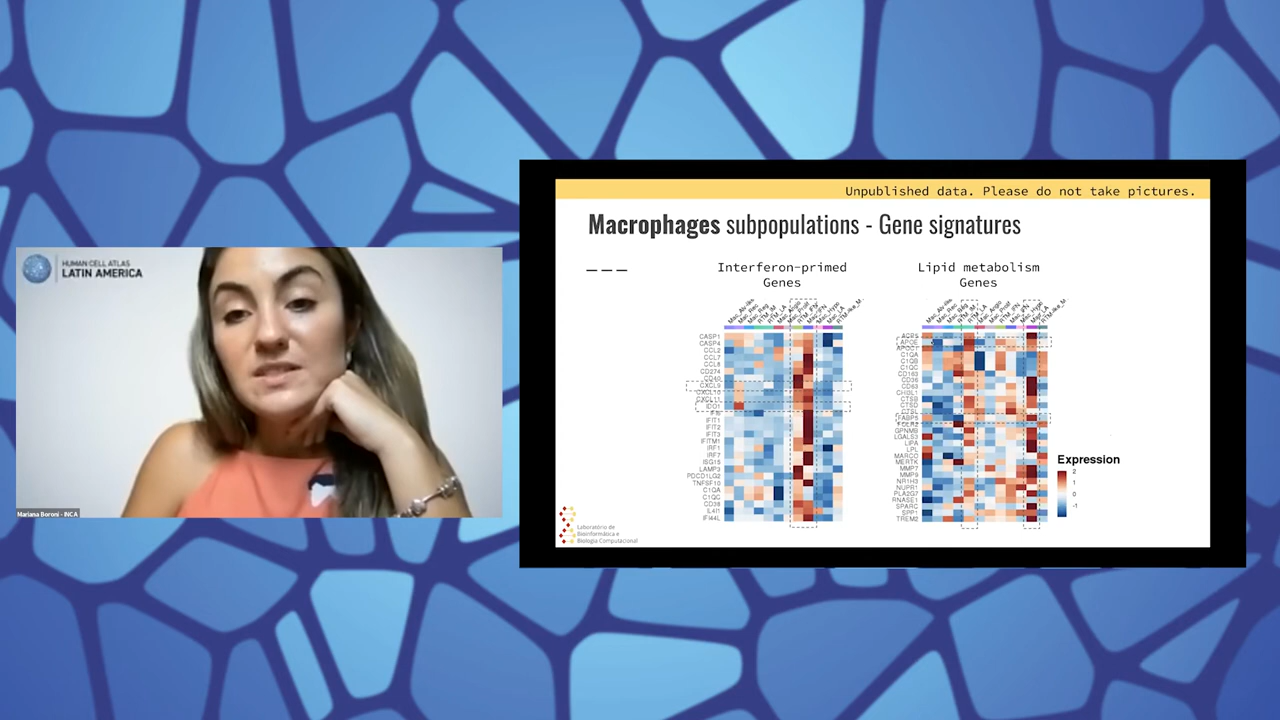 HUMAN CELL ATLAS
LATIN AMERICA
Mariana Boroni - INCA
Unpublished data. Please do not take pictures.
Macrophages subpopulations - Gene signatures
Interferon-primed
Genes
CASP1
CASP4
CCL2
CCL7
CCL8
CD274
CD40
CXCL9
CXCL10
CXCL11
IDO1
IFIT1
IFIT2
IFIT3
IFITM1
IRF1
IRF7
ISG15
LAMP3
PDCD1LG2
TNFSF10
C1QA
C1QC
CD38
IL4I1
IFI44L
Lipid metabolism
Genes
ACP5
APOE
APOC1
C1QA
C1QB
C1QC
CD163
CD36
CD63
CHI3L1
CTSB
CTSD
CTSL
FABP5
FOLR2
GPNMB
LGALS3
LIPA
LPL
MARCO
MERTK
MMP7
MMP9
NR1H3
NUPR1
PLA2G7
RNASE1
SPARC
SPP1
TREM2
Expression
2
1
0
-1
Laboratório de
Bioinformática e
Biologia Computacional